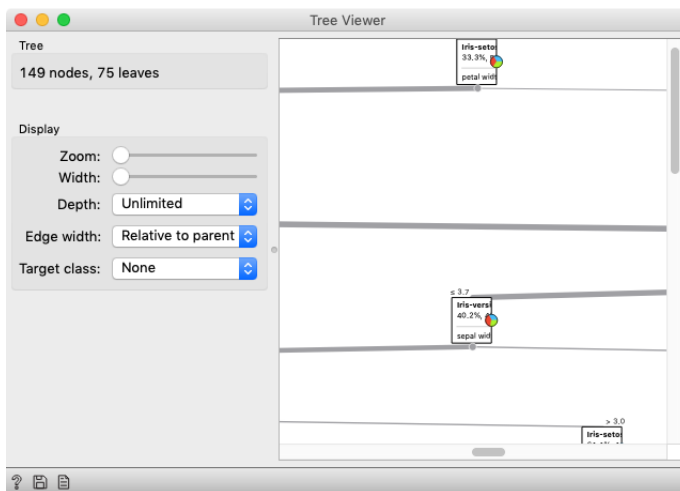 Tree Viewer
Tree
149 nodes, 75 leaves
Display
Zoom:
Width:
Depth: Unlimited
Edge width: Relative to parent
Target class: None
Iris-seto
33.3%,
petal widt
≤ 3.7
Iris-versi
40.2%,
sepal wid
> 3.0
Iris-seto
?